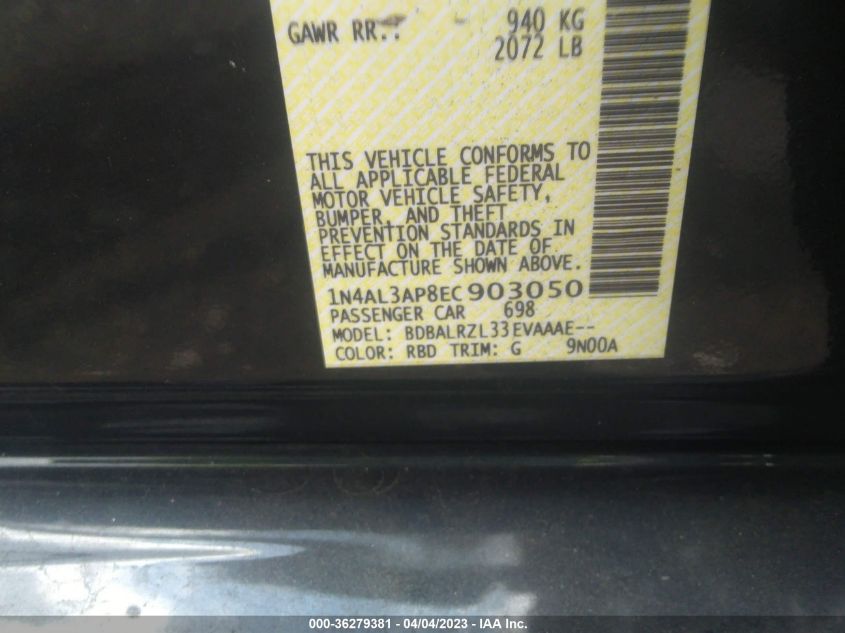 GAWR RR.: 940 KG
2072 LB
THIS VEHICLE CONFORMS TO
ALL APPLICABLE FEDERAL
MOTOR VEHICLE SAFETY,
BUMPER, AND THEFT
PREVENTION STANDARDS IN
EFFECT ON THE DATE OF
MANUFACTURE SHOWN ABOVE.
1N4AL3AP8EC903050
PASSENGER CAR 698
MODEL: BDBALRZL33EVAAAE--
COLOR: RBD TRIM: G 9N00A
000-36279381 - 04/04/2023 - IAA Inc.